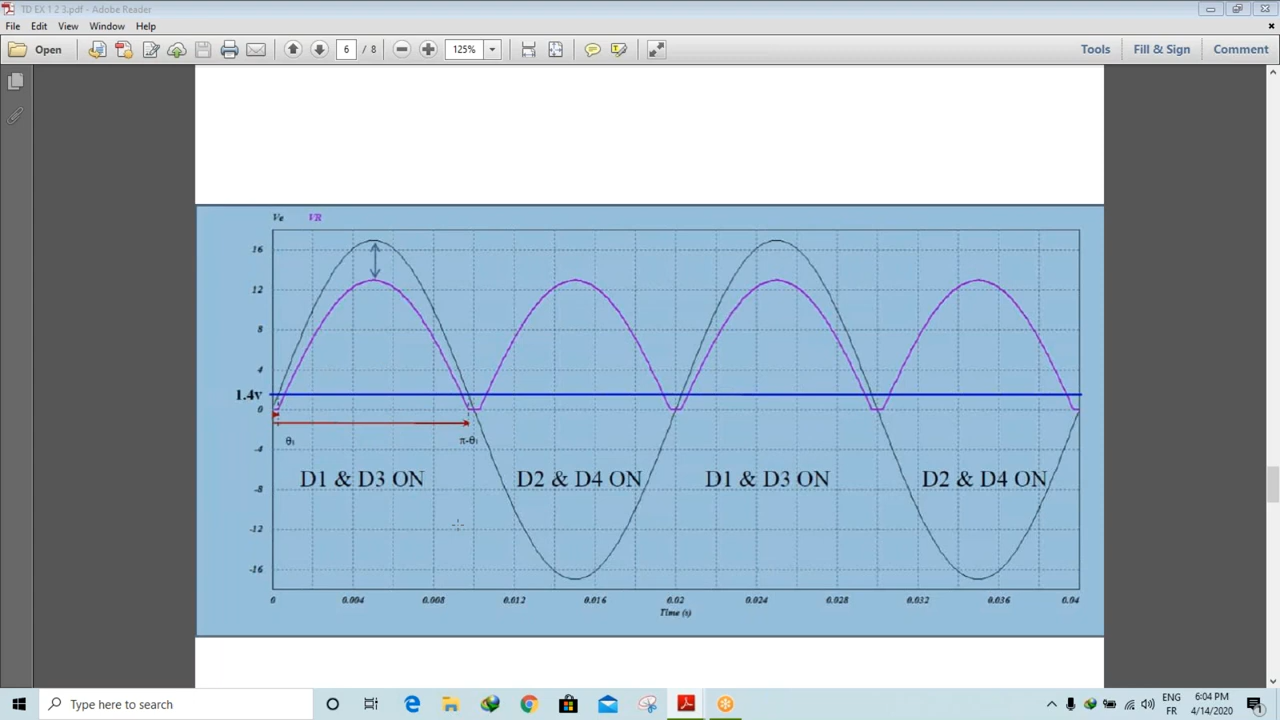 TD EX 1 2 3.pdf - Adobe Reader
File Edit View Window Help
Open 6 / 8 125% Tools Fill & Sign Comment
Ve VR
16
12
8
4
1.4v
0
-4
-8
-12
-16
θ₁ π-θ₁
D1 & D3 ON D2 & D4 ON D1 & D3 ON D2 & D4 ON
0 0.004 0.008 0.012 0.016 0.02 0.024 0.028 0.032 0.036 0.04
Time (s)
Type here to search
ENG
FR
6:04 PM
4/14/2020
1